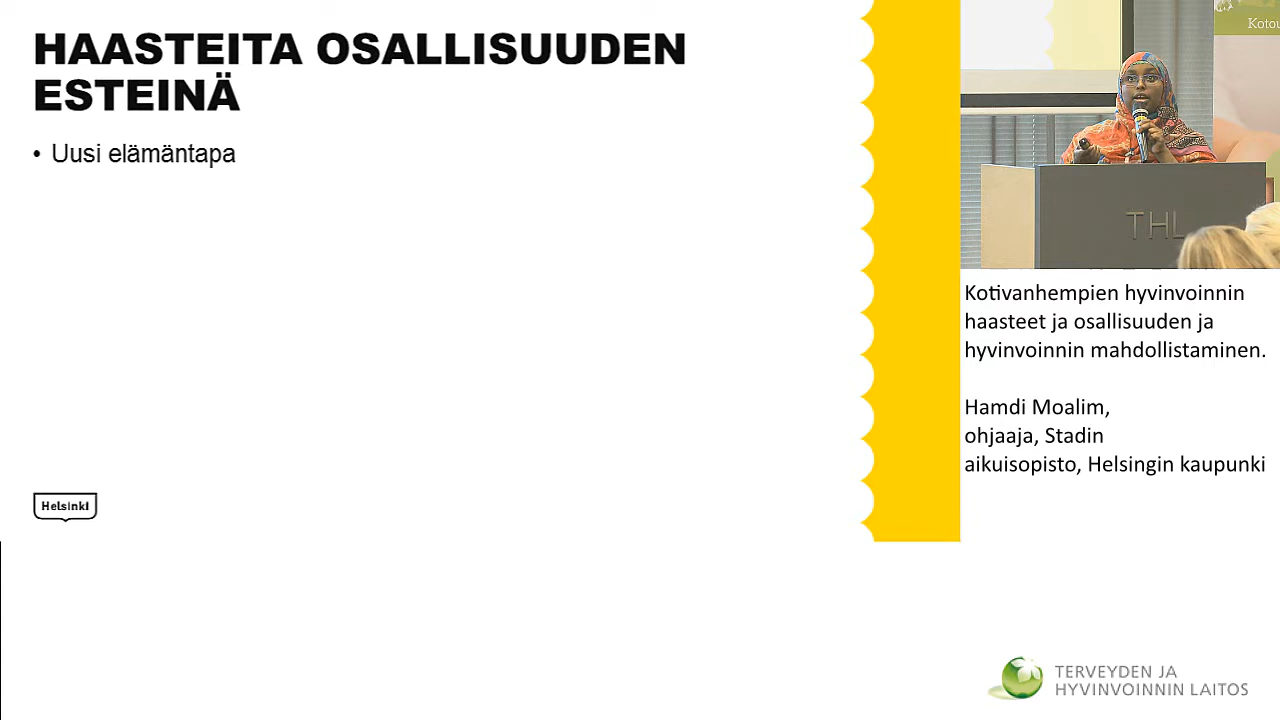 HAASTEITA OSALLISUUDEN
ESTEINÄ
• Uusi elämäntapa
Helsinki
THL
Kotivanhempien hyvinvoinnin
haasteet ja osallisuuden ja
hyvinvoinnin mahdollistaminen.
Hamdi Moalim,
ohjaaja, Stadin
aikuisopisto, Helsingin kaupunki
TERVEYDEN JA
HYVINVOINNIN LAITOS